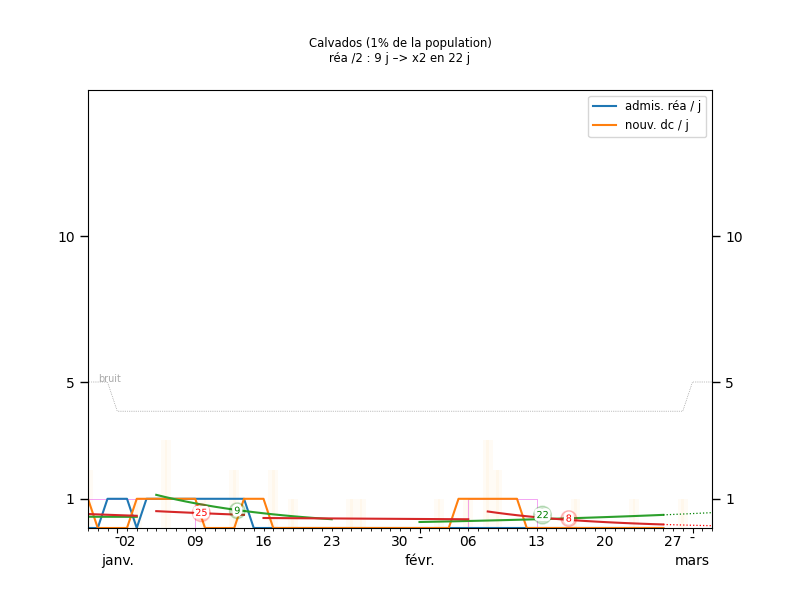 Calvados (1% de la population)
réa /2 : 9 j –> x2 en 22 j
admis. réa / j
nouv. dc / j
10 10
5 5
bruit
1 1
25 9 22 8
02 09 16 23 30 06 13 20 27
janv. févr. mars